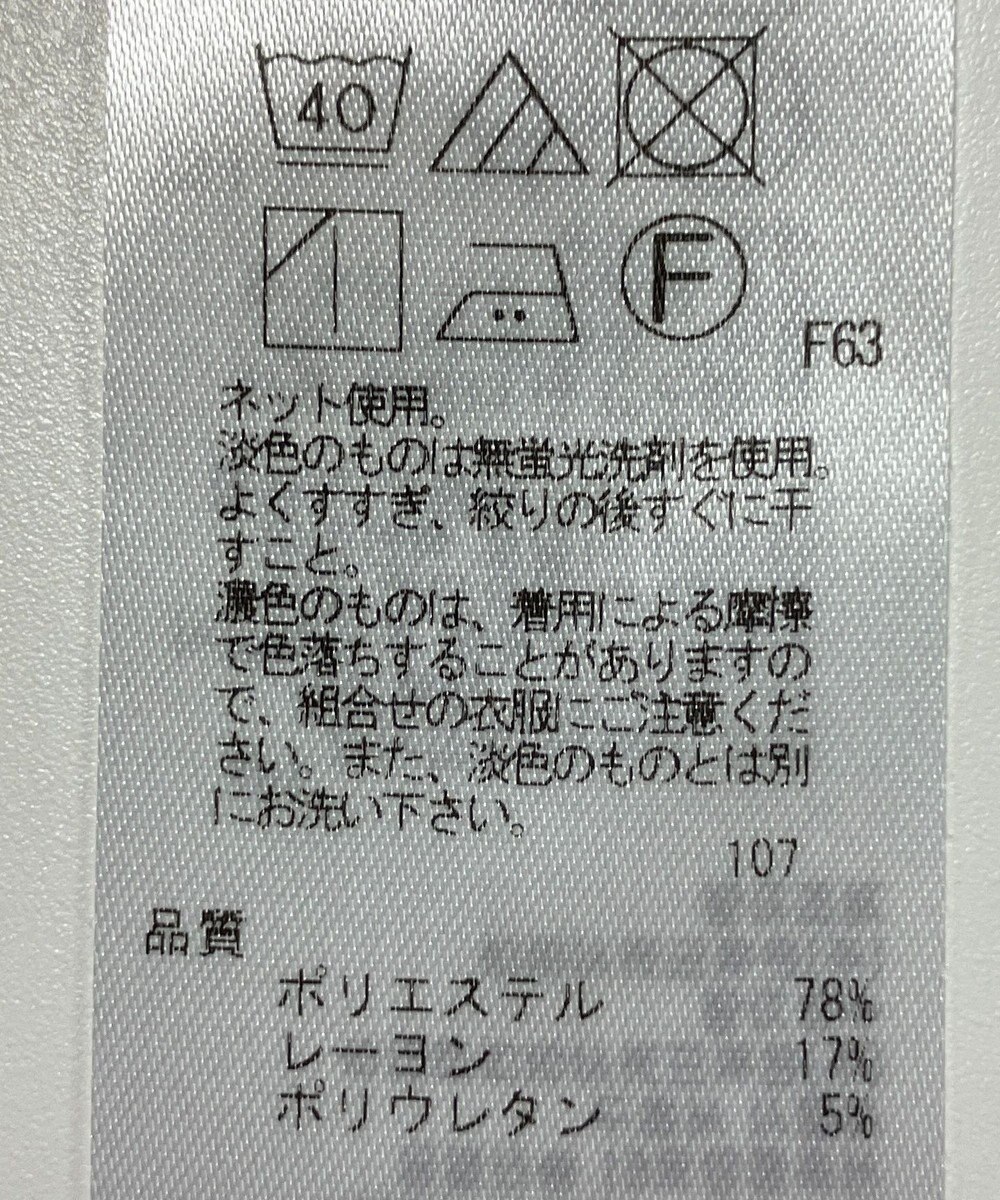 40
F
F63
ネット使用。
淡色のものは無蛍光洗剤を使用。
よくすすぎ、絞りの後すぐに干
すこと。
濃色のものは、着用による摩擦
で色落ちすることがありますの
で、組合せの衣服にご注意くだ
さい。また、淡色のものとは別
にお洗い下さい。
107
品質
ポリエステル 78%
レーヨン 17%
ポリウレタン 5%